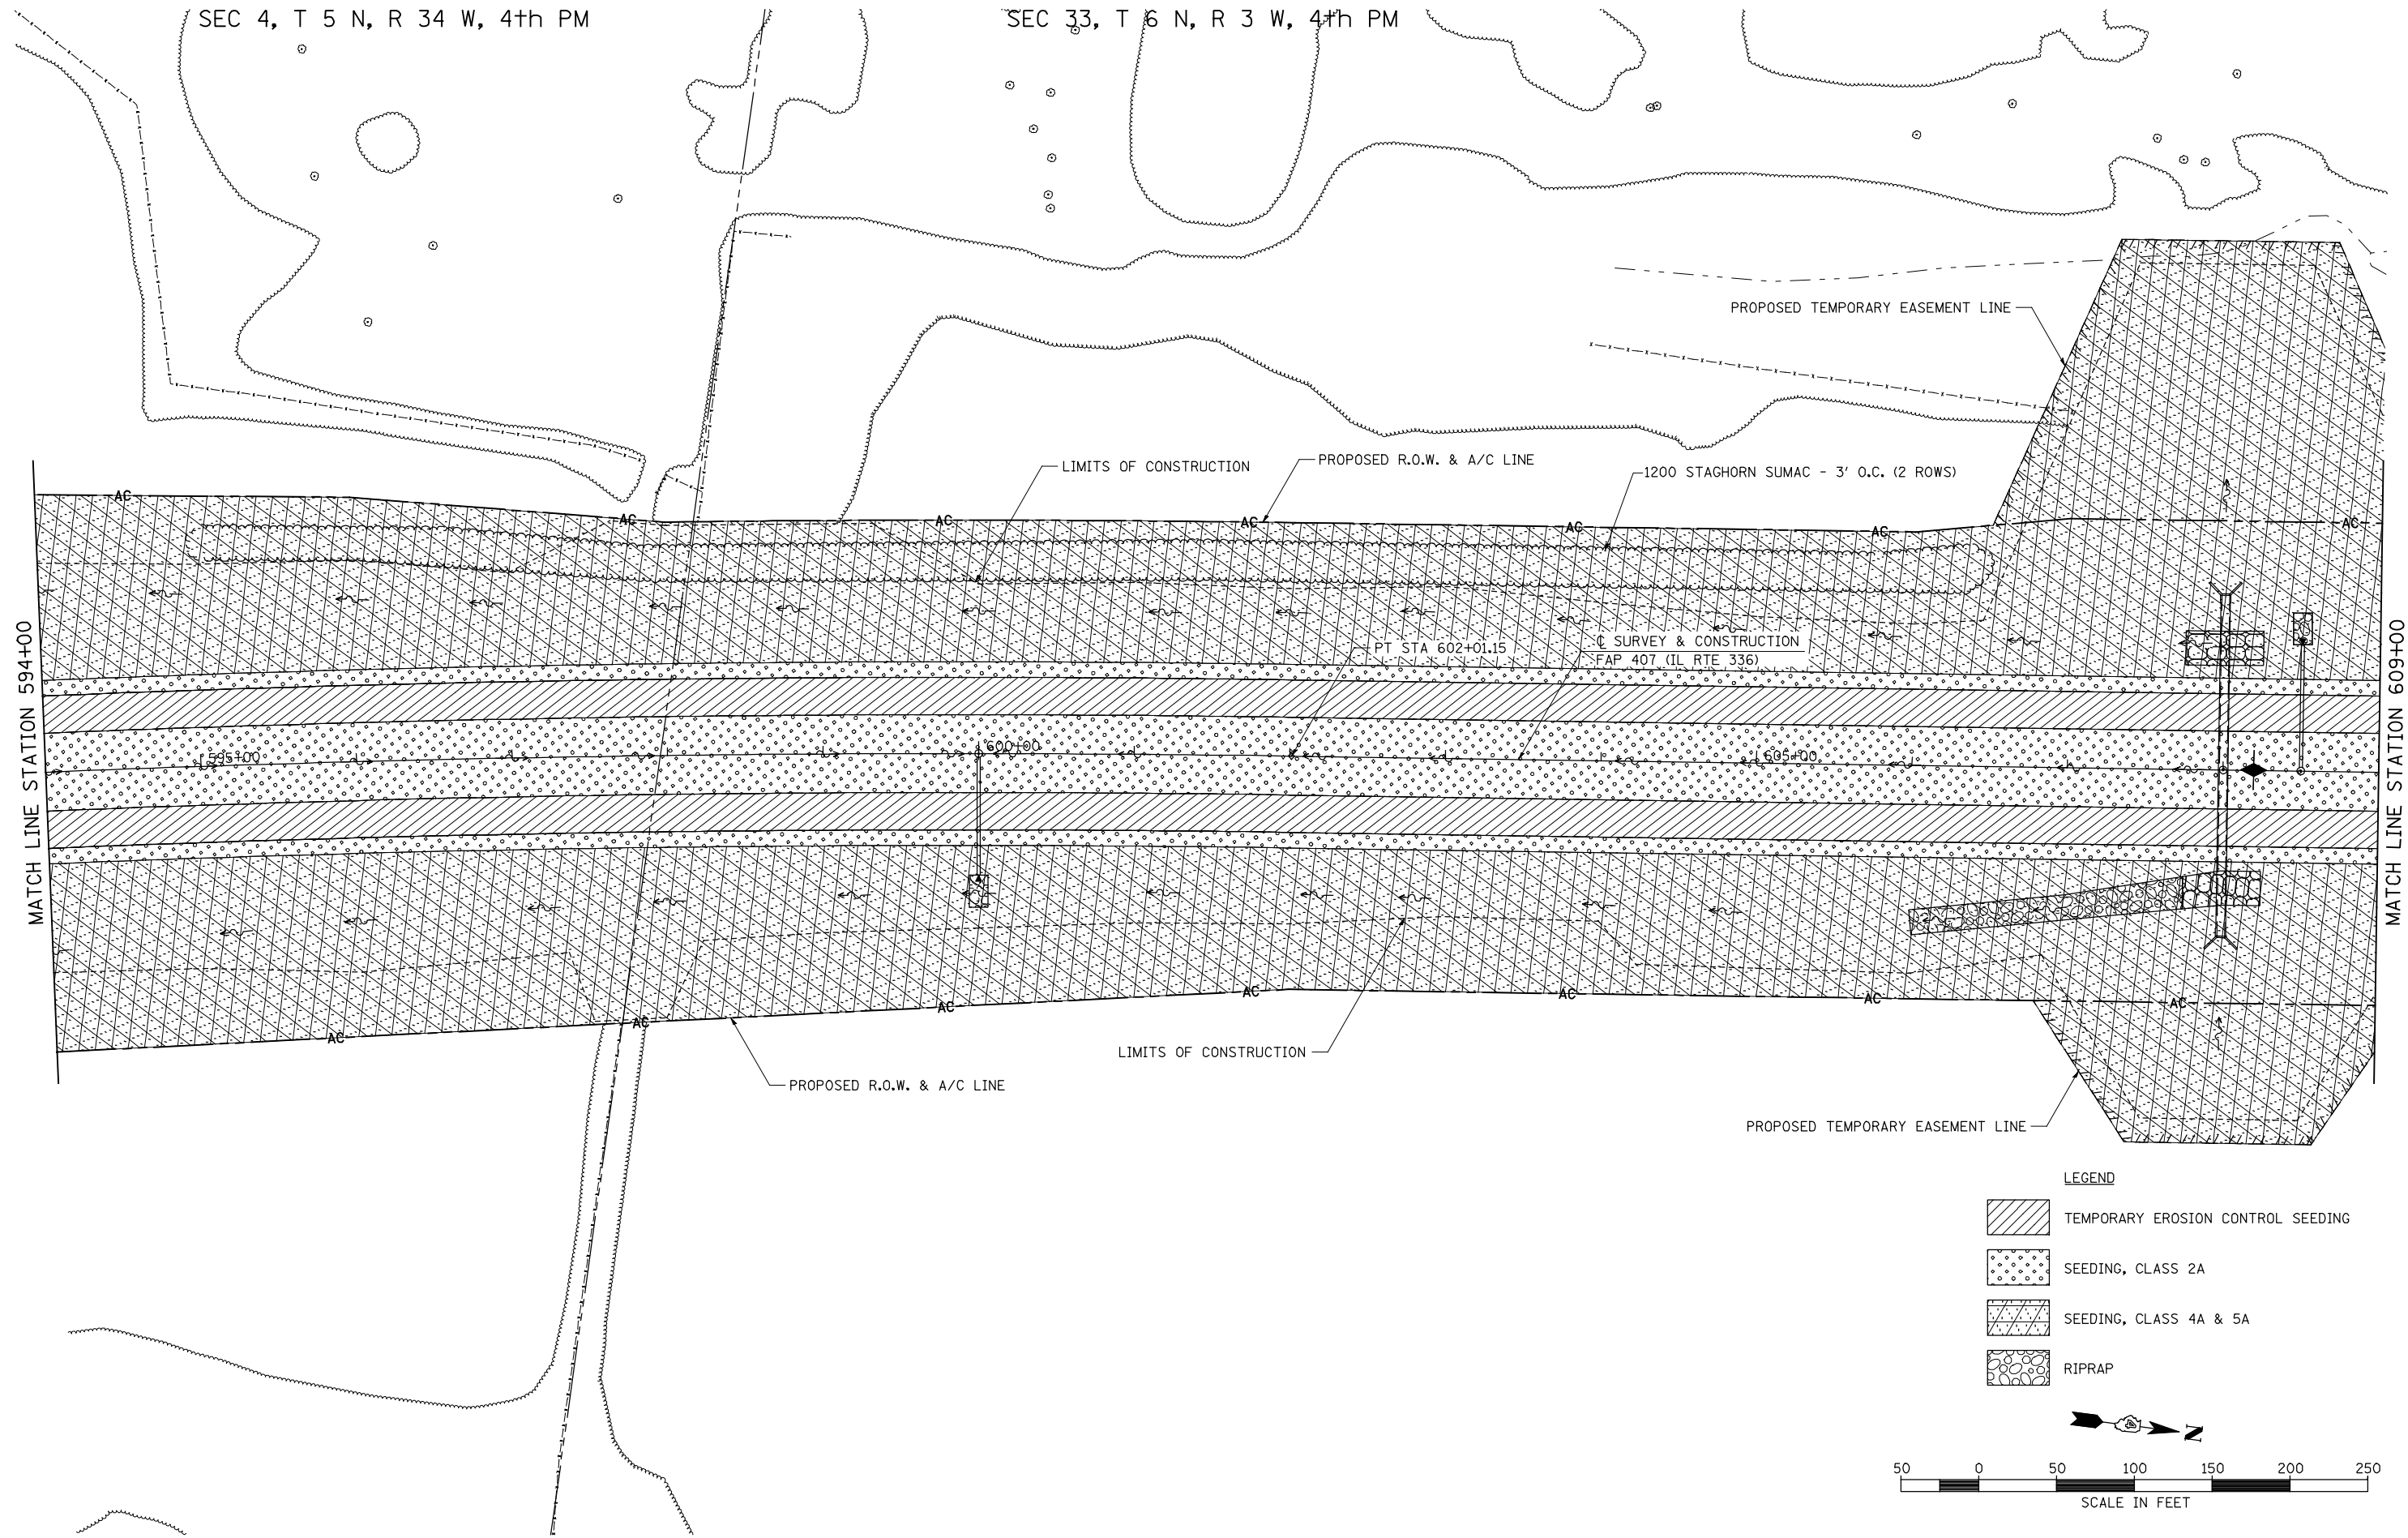 SEC 4, T 5 N, R 34 W, 4th PM
SEC 33, T 6 N, R 3 W, 4th PM
PROPOSED TEMPORARY EASEMENT LINE
LIMITS OF CONSTRUCTION
PROPOSED R.O.W. & A/C LINE
1200 STAGHORN SUMAC - 3' O.C. (2 ROWS)
AC
AC
AC
AC
AC
AC
AC
MATCH LINE STATION 594+00
MATCH LINE STATION 609+00
PT STA 602+01.15
℄ SURVEY & CONSTRUCTION
FAP 407 (IL RTE 336)
595+00
600+00
605+00
AC
AC
AC
AC
AC
AC
AC
LIMITS OF CONSTRUCTION
PROPOSED R.O.W. & A/C LINE
PROPOSED TEMPORARY EASEMENT LINE
LEGEND
TEMPORARY EROSION CONTROL SEEDING
SEEDING, CLASS 2A
SEEDING, CLASS 4A & 5A
RIPRAP
N
50 0 50 100 150 200 250
SCALE IN FEET